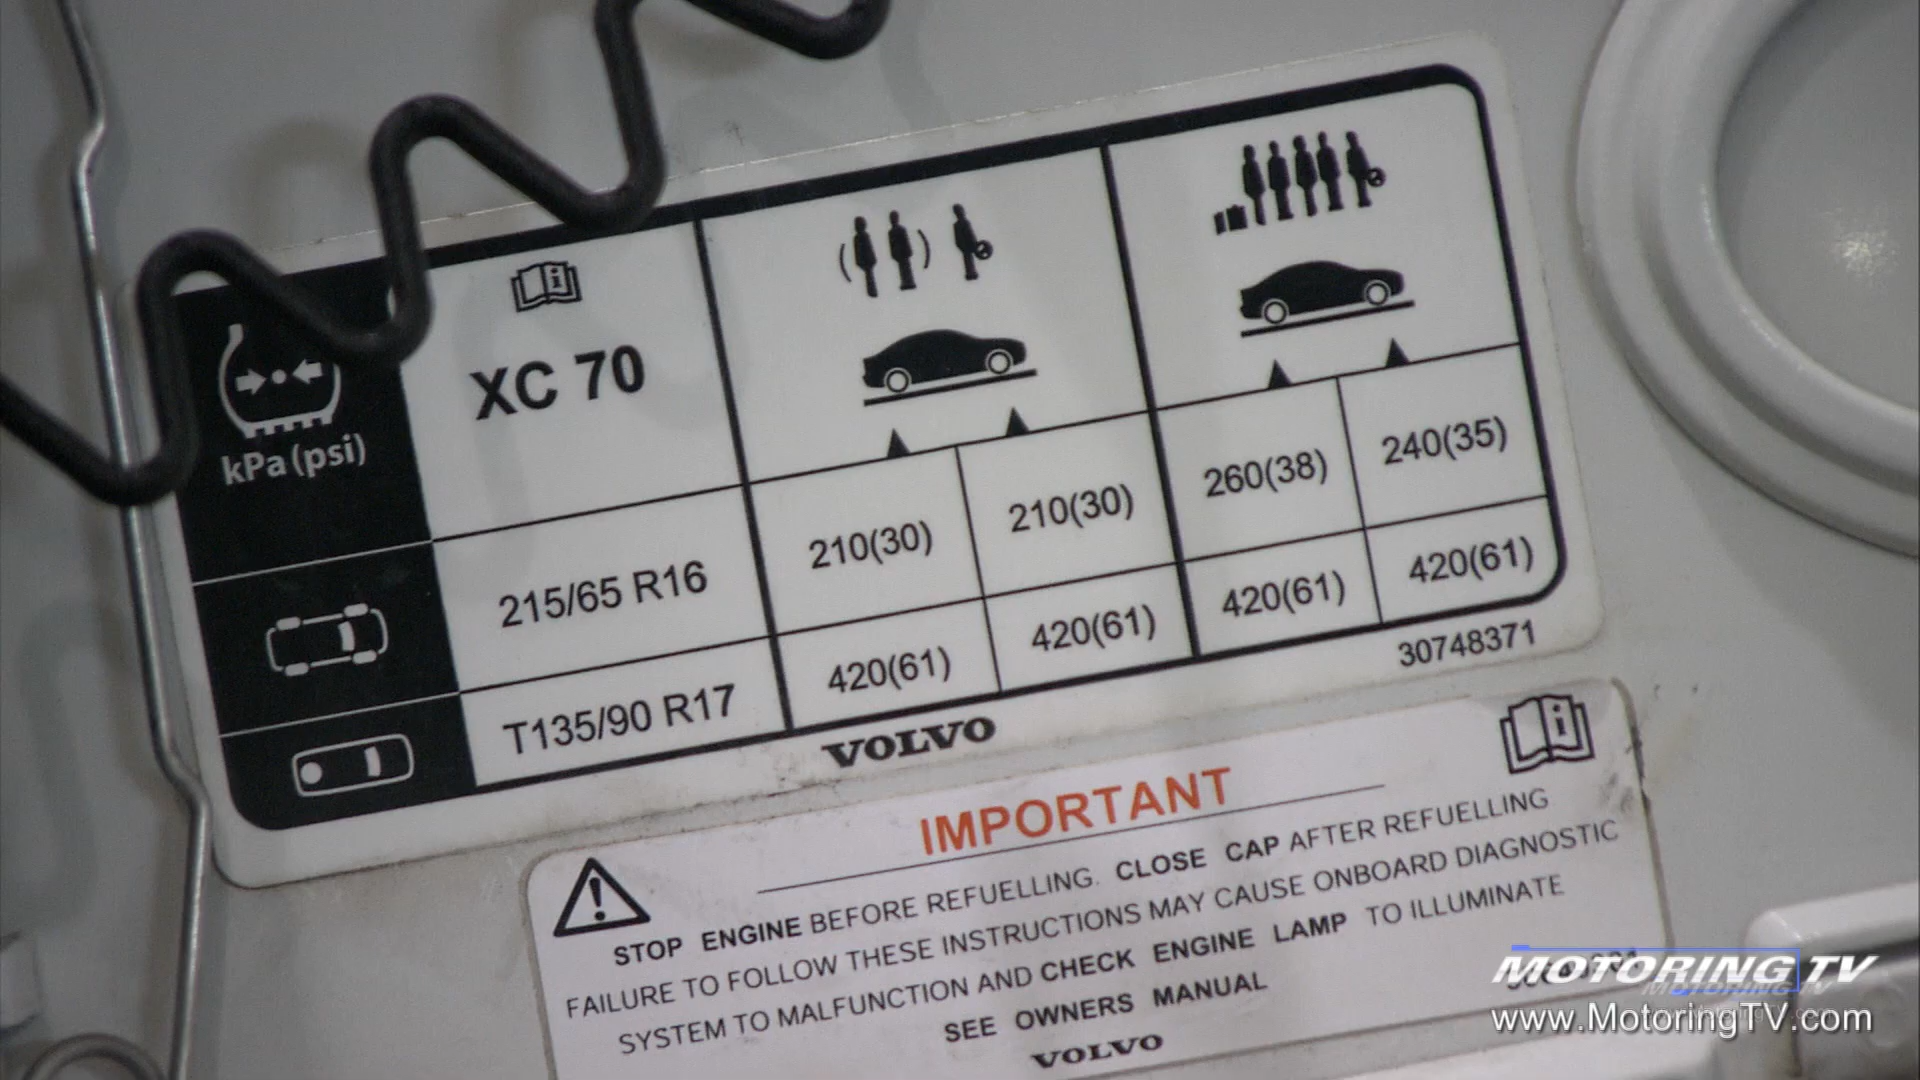 kPa(psi)
XC 70
215/65 R16 210(30) 210(30) 260(38) 240(35)
T135/90 R17 420(61) 420(61) 420(61) 420(61)
30748371
VOLVO
IMPORTANT
STOP ENGINE BEFORE REFUELLING. CLOSE CAP AFTER REFUELLING
FAILURE TO FOLLOW THESE INSTRUCTIONS MAY CAUSE ONBOARD DIAGNOSTIC
SYSTEM TO MALFUNCTION AND CHECK ENGINE LAMP TO ILLUMINATE
SEE OWNERS MANUAL
VOLVO
MOTORING TV
www.MotoringTV.com